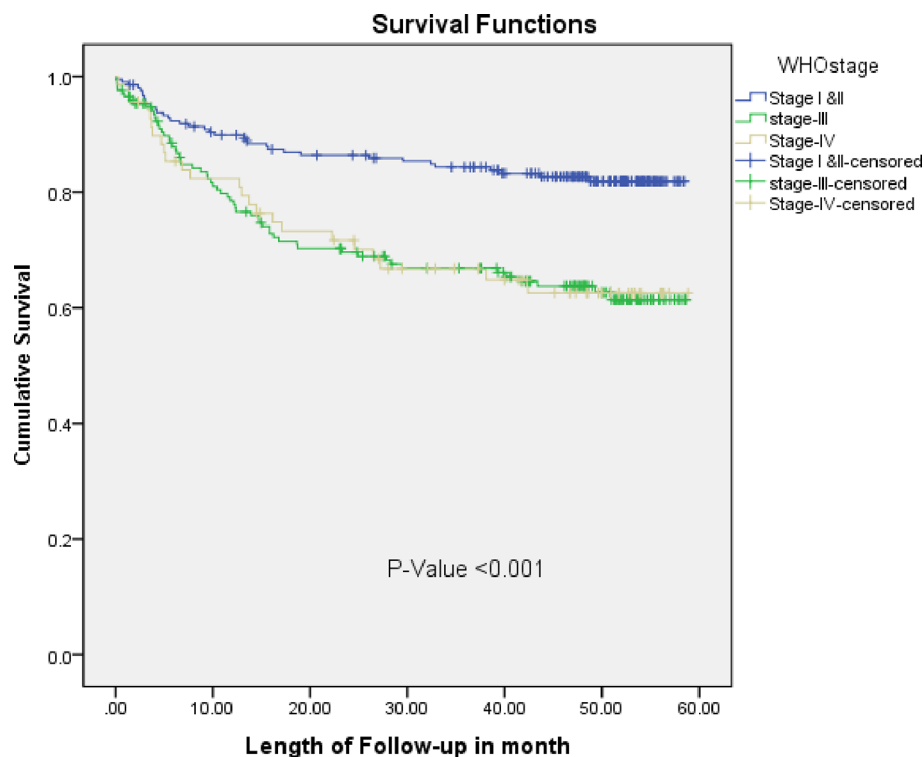 Survival Functions
WHOstage
Stage I &II
stage-III
Stage-IV
Stage I &II-censored
stage-III-censored
Stage-IV-censored
1.0
0.8
0.6
0.4
0.2
0.0
Cumulative Survival
P-Value <0.001
.00 10.00 20.00 30.00 40.00 50.00 60.00
Length of Follow-up in month